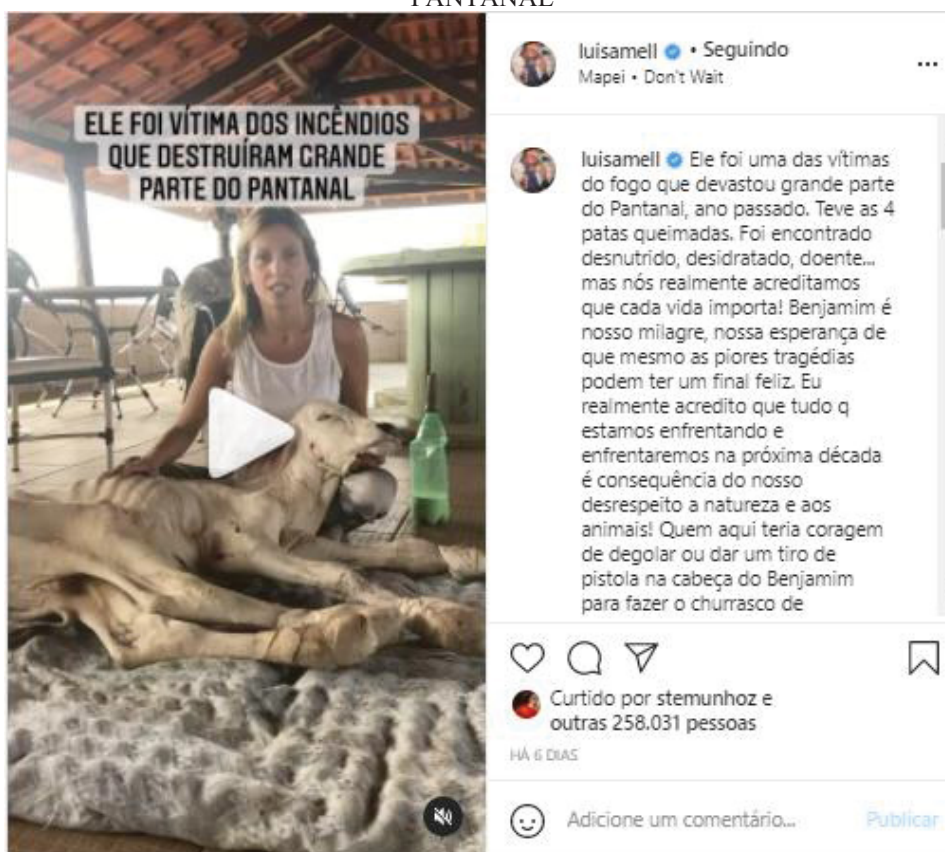 PANTANAL
ELE FOI VÍTIMA DOS INCÊNDIOS
QUE DESTRUÍRAM GRANDE
PARTE DO PANTANAL
luisamell • Seguindo
Mapei • Don't Wait
luisamell Ele foi uma das vítimas
do fogo que devastou grande parte
do Pantanal, ano passado. Teve as 4
patas queimadas. Foi encontrado
desnutrido, desidratado, doente...
mas nós realmente acreditamos
que cada vida importa! Benjamim é
nosso milagre, nossa esperança de
que mesmo as piores tragédias
podem ter um final feliz. Eu
realmente acredito que tudo q
estamos enfrentando e
enfrentaremos na próxima década
é consequência do nosso
desrespeito a natureza e aos
animais! Quem aqui teria coragem
de degolar ou dar um tiro de
pistola na cabeça do Benjamim
para fazer o churrasco de
Curtido por stemunhoz e
outras 258.031 pessoas
HÁ 6 DIAS
Adicione um comentário... Publicar